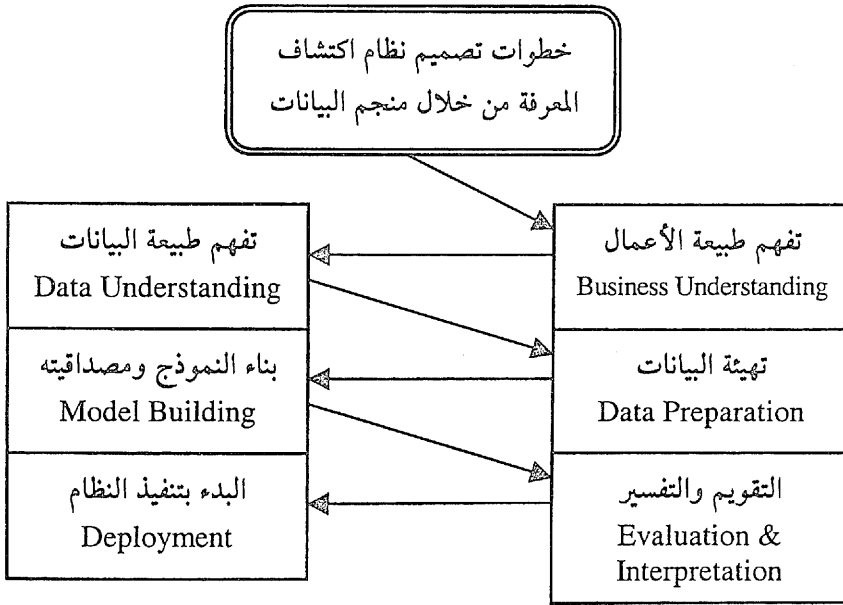 خطوات تصميم نظام اكتشاف
المعرفة من خلال منجم البيانات
تفهم طبيعة الأعمال
Business Understanding
تفهم طبيعة البيانات
Data Understanding
تهيئة البيانات
Data Preparation
بناء النموذج ومصداقيته
Model Building
التقويم والتفسير
Evaluation &
Interpretation
البدء بتنفيذ النظام
Deployment